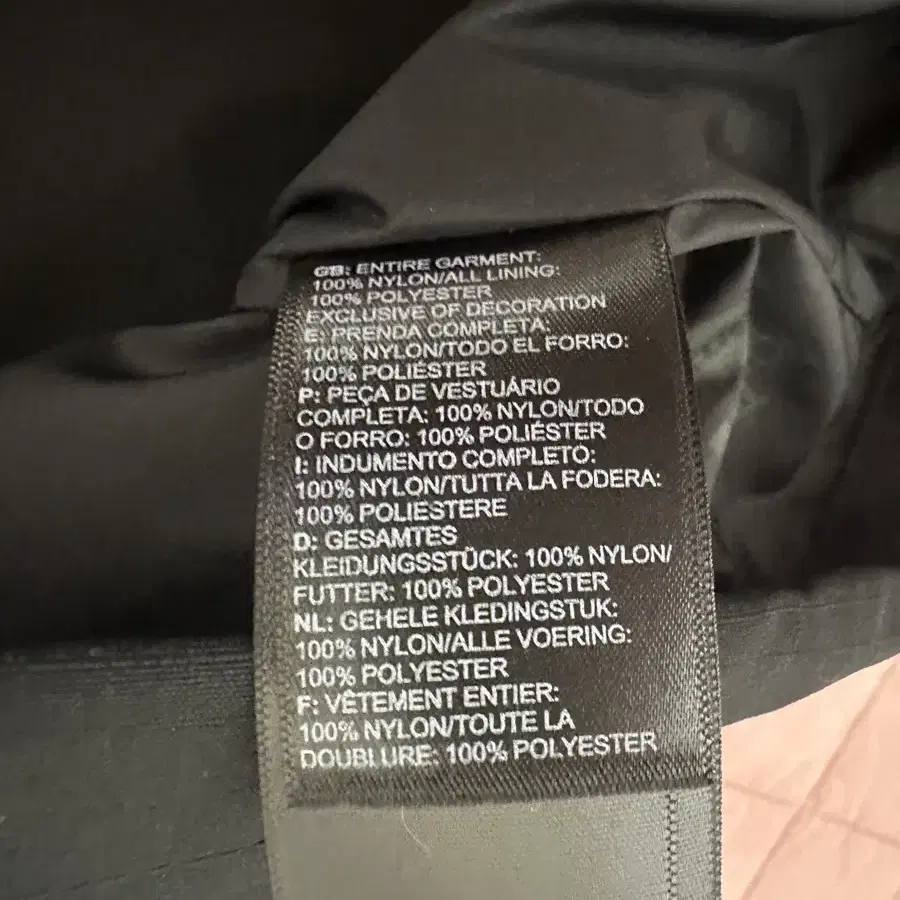 GB: ENTIRE GARMENT:
100% NYLON/ALL LINING:
100% POLYESTER
EXCLUSIVE OF DECORATION
E: PRENDA COMPLETA:
100% NYLON/TODO EL FORRO:
100% POLIÉSTER
P: PEÇA DE VESTUÁRIO
COMPLETA: 100% NYLON/TODO
O FORRO: 100% POLIÉSTER
I: INDUMENTO COMPLETO:
100% NYLON/TUTTA LA FODERA:
100% POLIESTERE
D: GESAMTES
KLEIDUNGSSTÜCK: 100% NYLON/
FUTTER: 100% POLYESTER
NL: GEHELE KLEDINGSTUK:
100% NYLON/ALLE VOERING:
100% POLYESTER
F: VÊTEMENT ENTIER:
100% NYLON/TOUTE LA
DOUBLURE: 100% POLYESTER